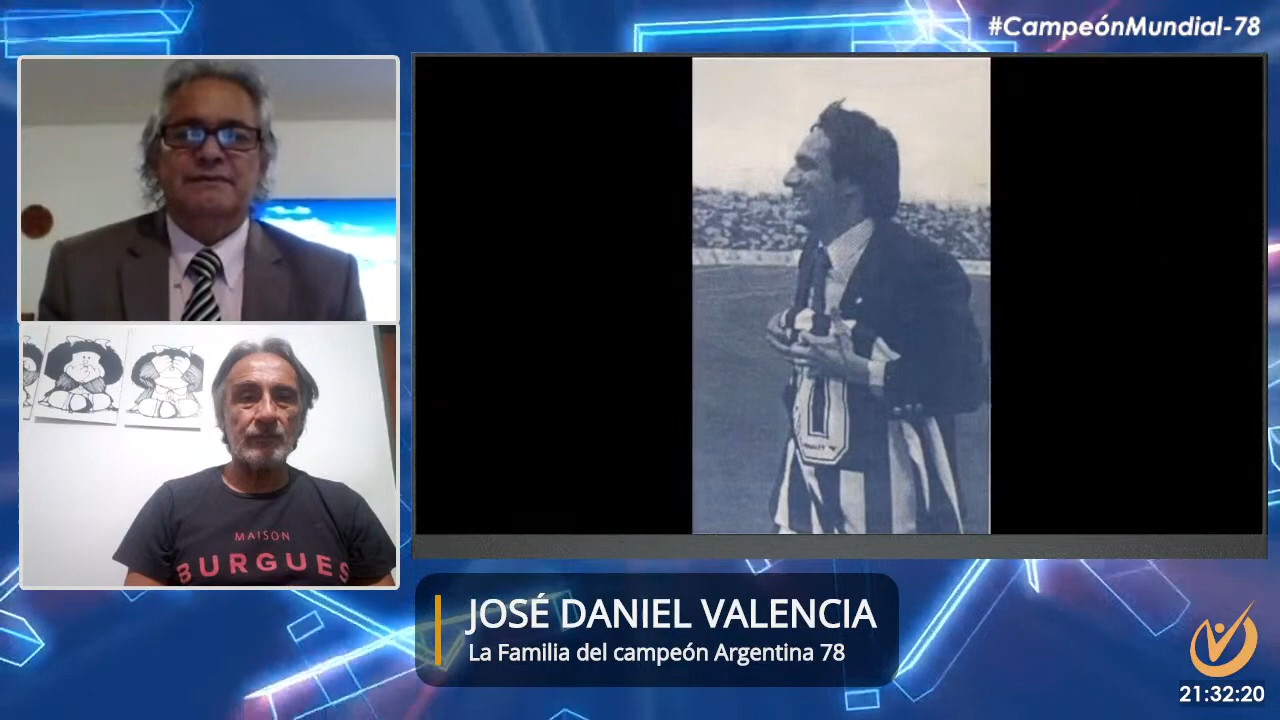 #CampeónMundial-78
MAISON
BURGUES
JOSÉ DANIEL VALENCIA
La Familia del campeón Argentina 78
21:32:20